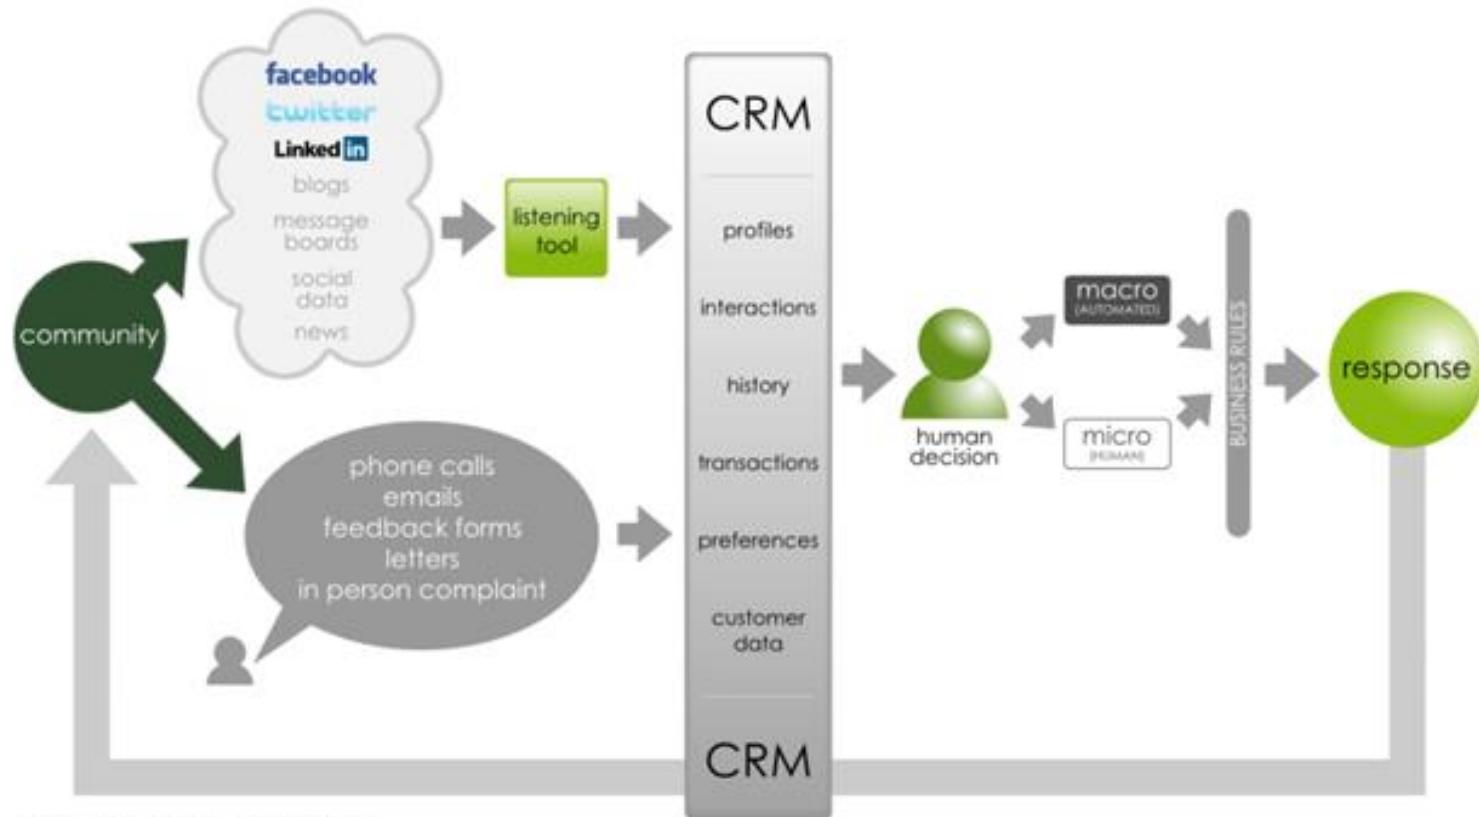 facebook
twitter
Linked in
blogs
message
boards
social
data
news
listening
tool
community
phone calls
emails
feedback forms
letters
in person complaint
CRM
profiles
interactions
history
transactions
preferences
customer
data
CRM
human
decision
macro
(AUTOMATED)
micro
(HUMAN)
BUSINESS RULES
response